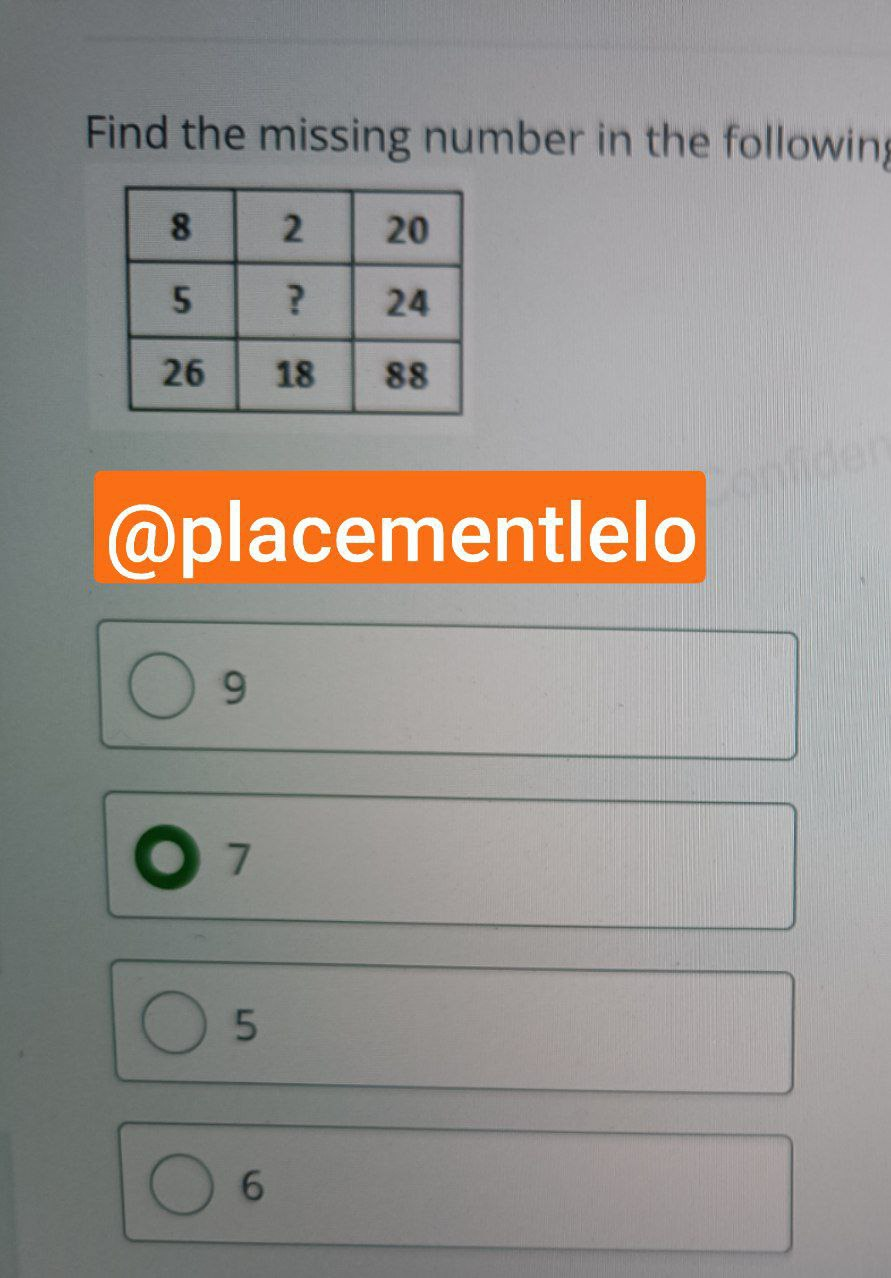 Find the missing number in the following
8 2 20
5 ? 24
26 18 88
@placementlelo
9
7
5
6